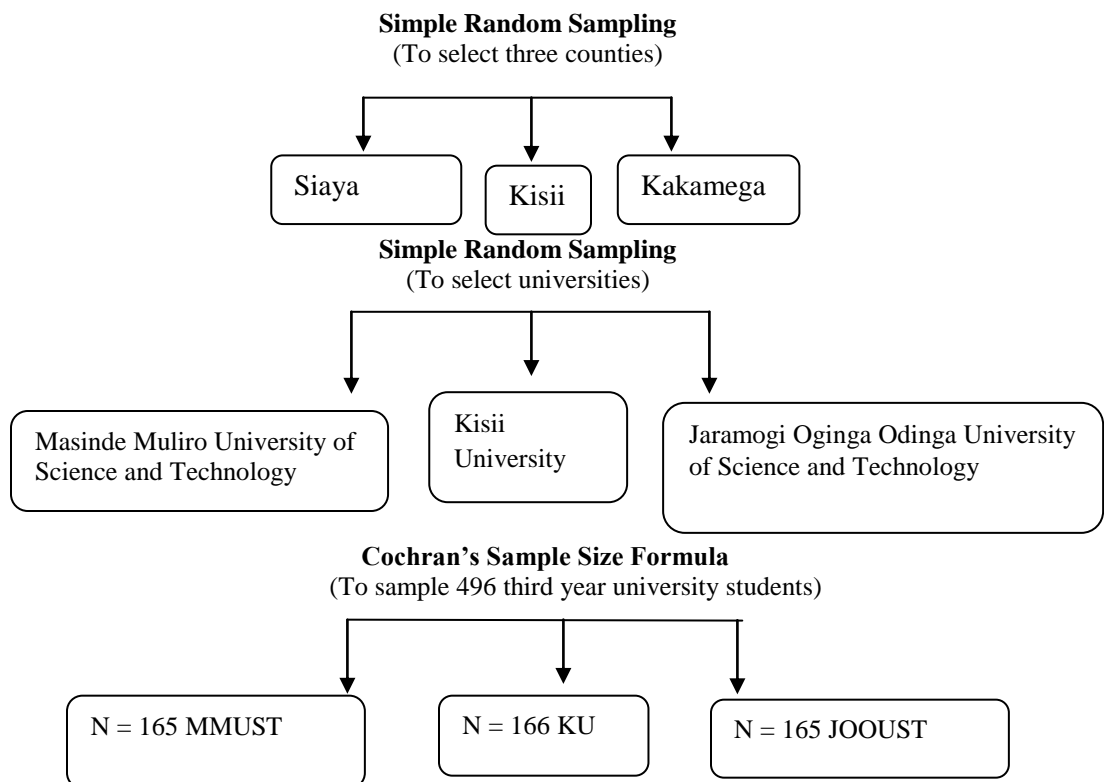 Simple Random Sampling
(To select three counties)
Siaya
Kisii
Kakamega
Simple Random Sampling
(To select universities)
Masinde Muliro University of
Science and Technology
Kisii
University
Jaramogi Oginga Odinga University
of Science and Technology
Cochran's Sample Size Formula
(To sample 496 third year university students)
N = 165 MMUST
N = 166 KU
N = 165 JOOUST